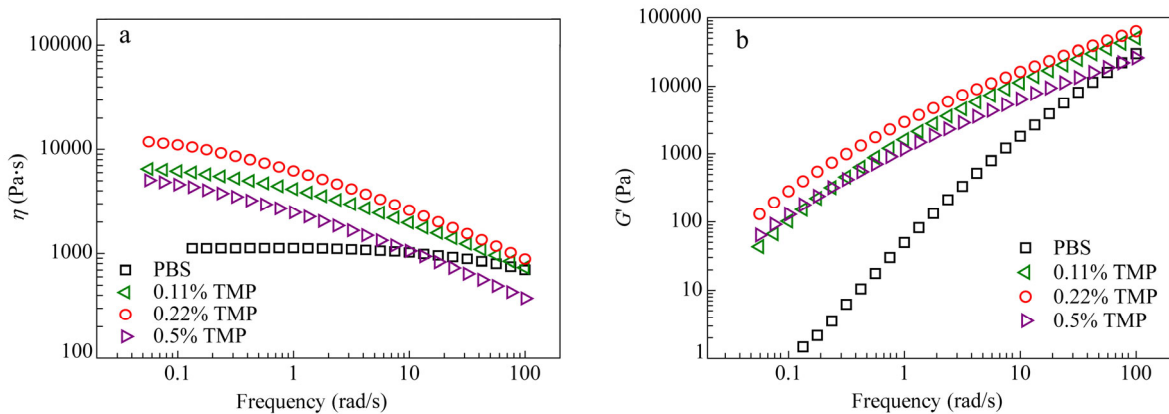 a
100000
10000
1000
100
η (Pa·s)
PBS
0.11% TMP
0.22% TMP
0.5% TMP
0.1
1
10
100
Frequency (rad/s)
b
100000
10000
1000
100
10
1
G' (Pa)
PBS
0.11% TMP
0.22% TMP
0.5% TMP
0.1
1
10
100
Frequency (rad/s)